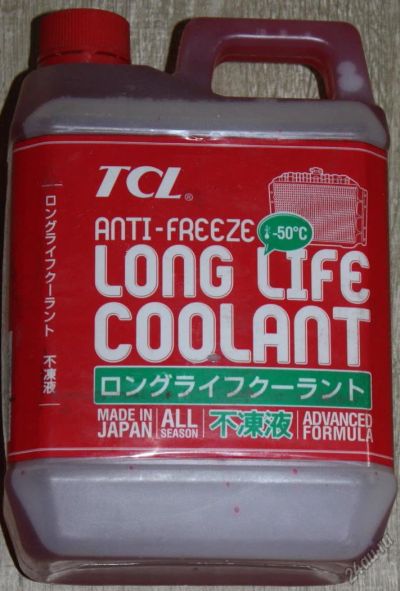 TCL®
ANTI-FREEZE
-50°C
LONG LIFE
COOLANT
ロングライフクーラント
MADE IN
JAPAN
ALL
SEASON
不凍液
ADVANCED
FORMULA
ロングライフクーラント 不凍液
24au.ru